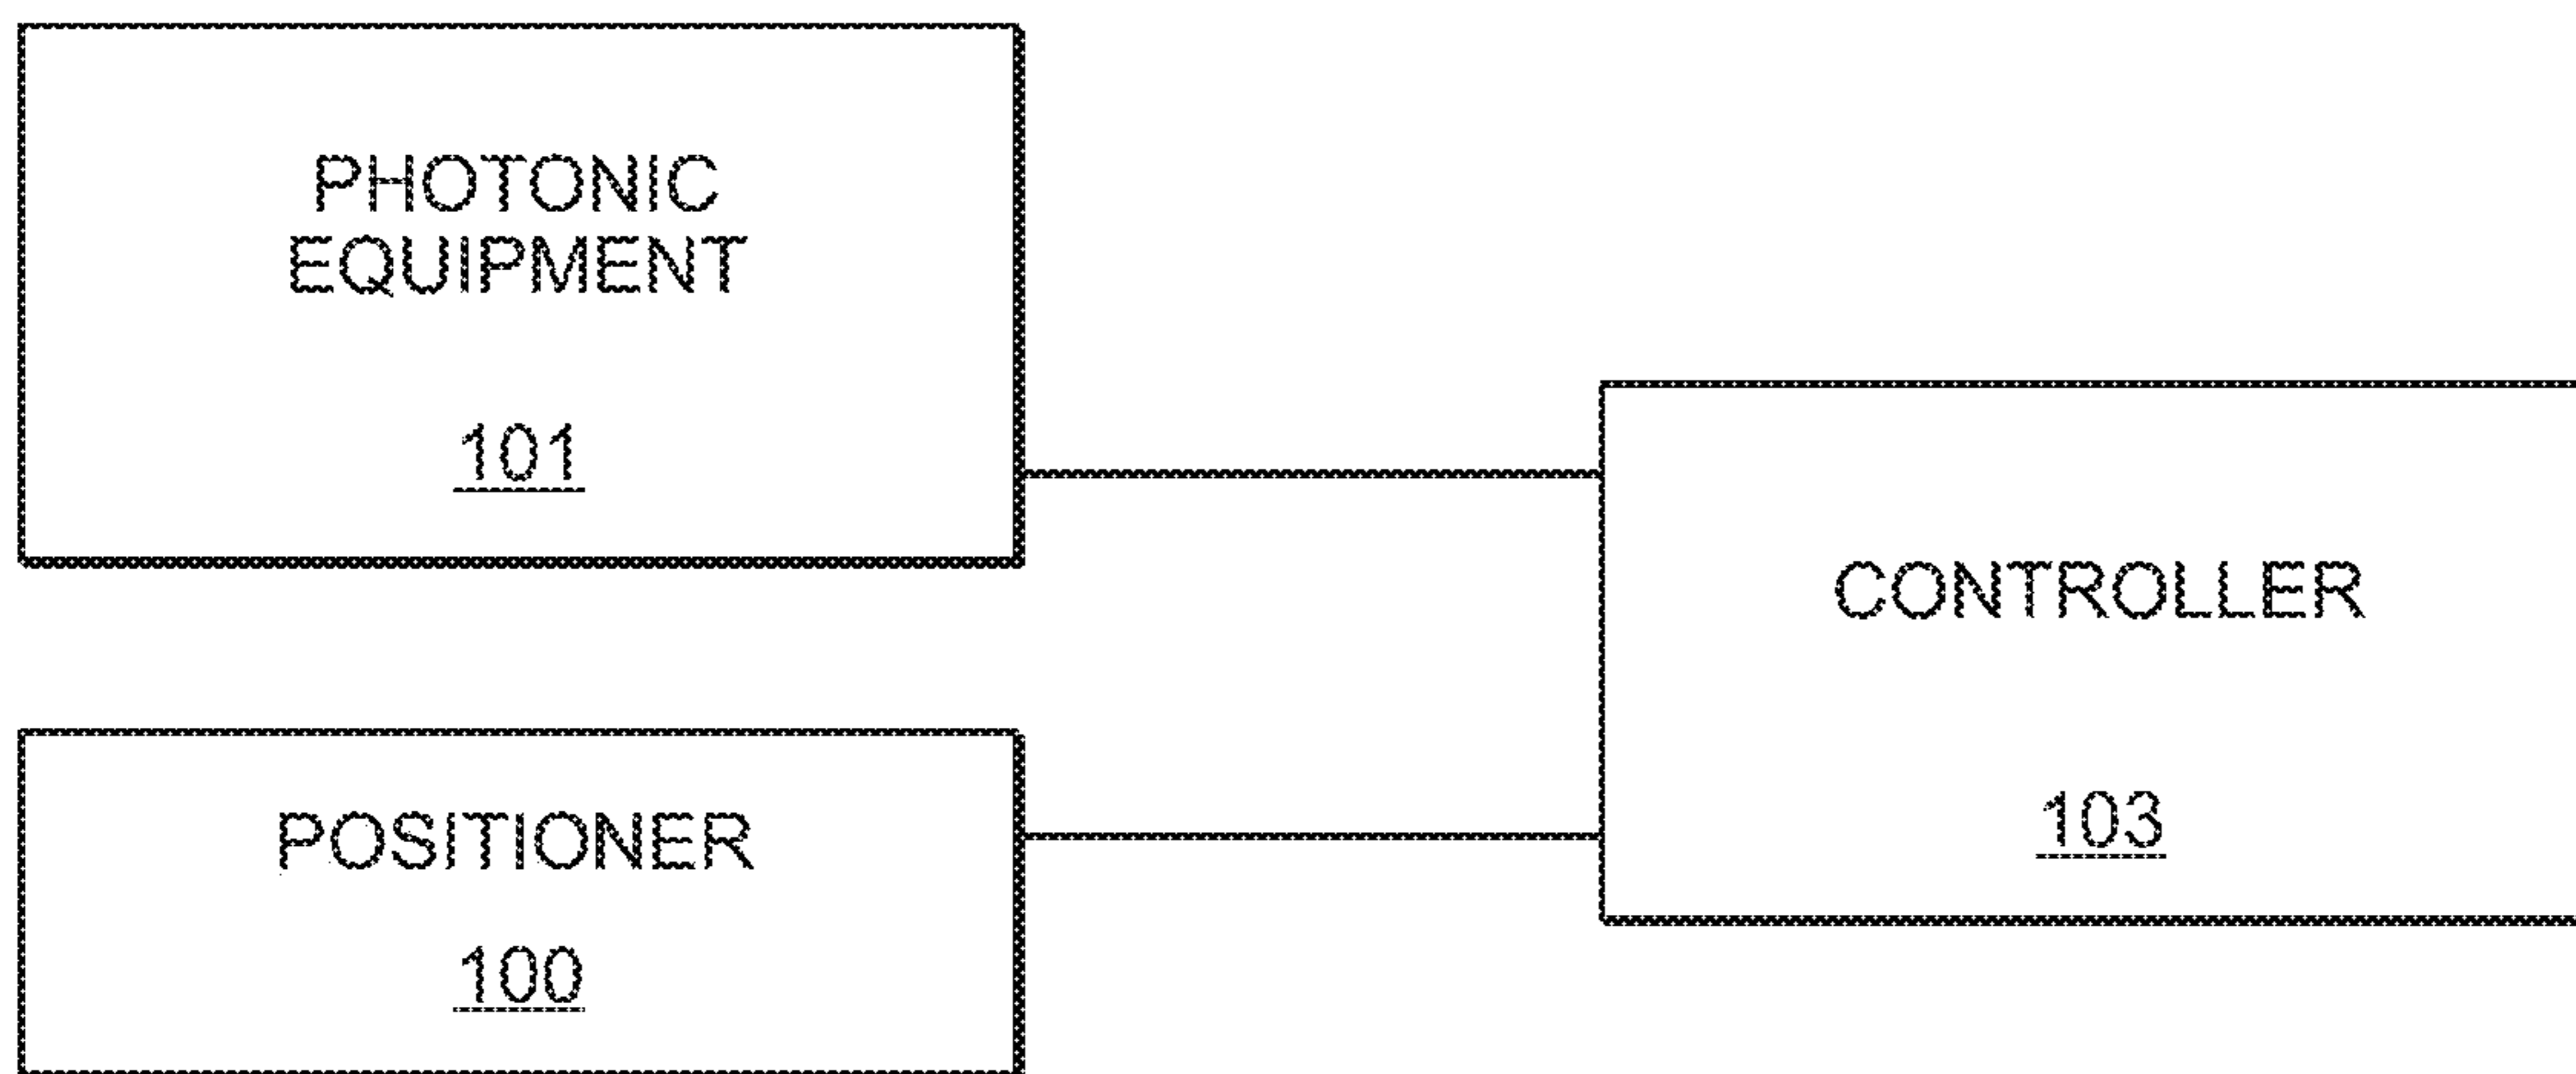 PHOTONIC
EQUIPMENT
101
CONTROLLER
103
POSITIONER
100